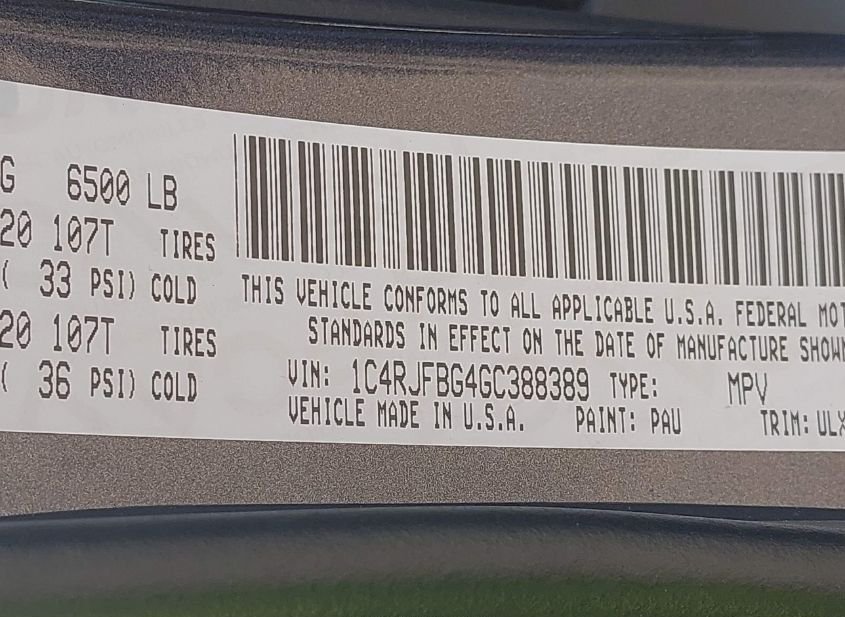 G 6500 LB
20 107T TIRES
( 33 PSI) COLD
20 107T TIRES
( 36 PSI) COLD
THIS VEHICLE CONFORMS TO ALL APPLICABLE U.S.A. FEDERAL MOT
STANDARDS IN EFFECT ON THE DATE OF MANUFACTURE SHOWN
VIN: 1C4RJFBG4GC388389 TYPE: MPV
VEHICLE MADE IN U.S.A. PAINT: PAU TRIM: ULX